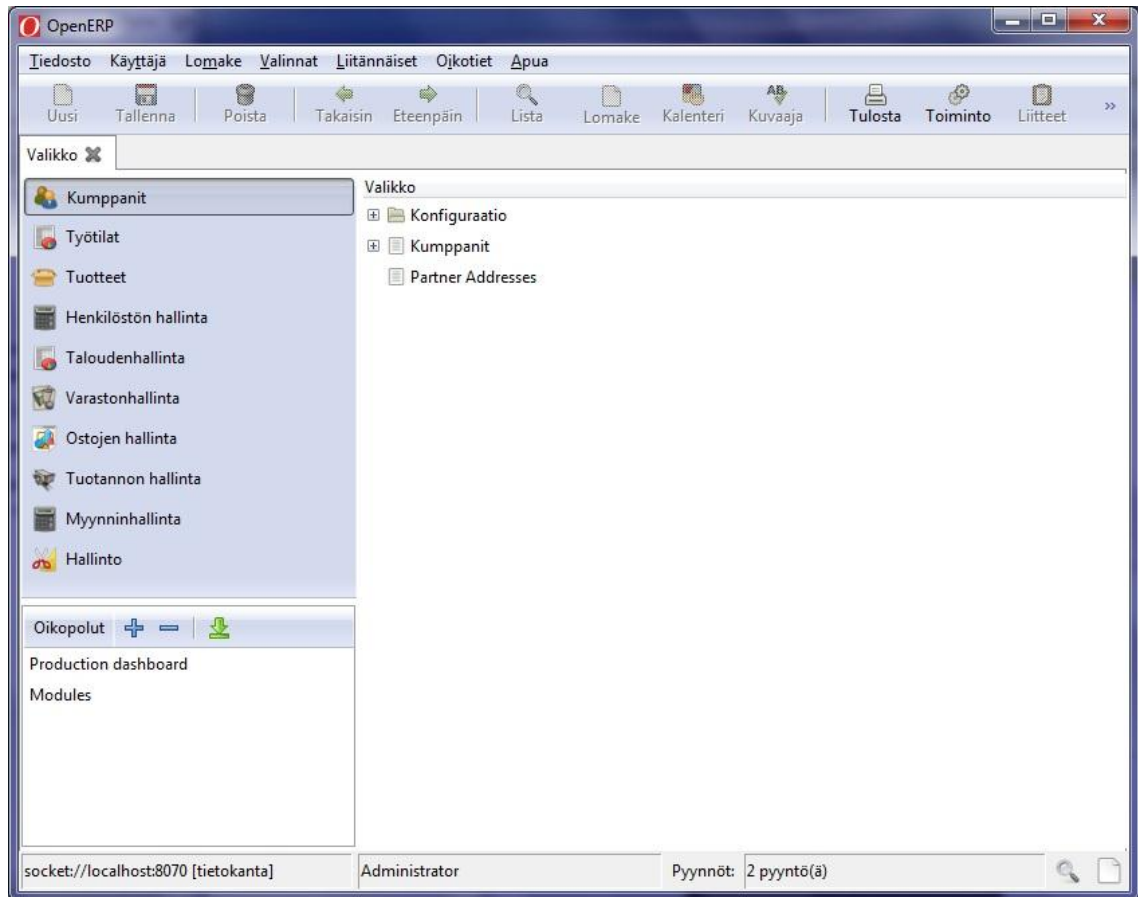 OpenERP
Tiedosto Käyttäjä Lomake Valinnat Liitännäiset Oikotiet Apua
Uusi Tallenna Poista Takaisin Eteenpäin Lista Lomake Kalenteri Kuvaaja Tulosta Toiminto Liitteet »
Valikko
Kumppanit
Työtilat
Tuotteet
Henkilöstön hallinta
Taloudenhallinta
Varastonhallinta
Ostojen hallinta
Tuotannon hallinta
Myynninhallinta
Hallinto
Valikko
Konfiguraatio
Kumppanit
Partner Addresses
Oikopolut
Production dashboard
Modules
socket://localhost:8070 [tietokanta] Administrator Pyynnöt: 2 pyyntö(ä)